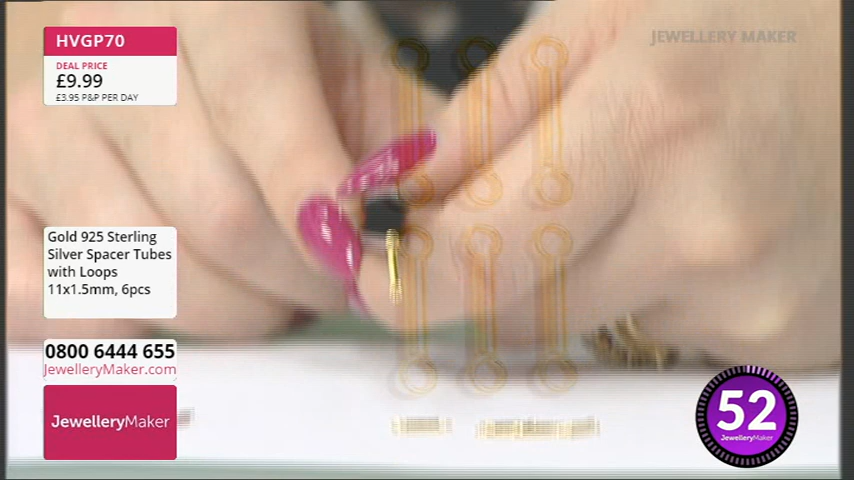 HVGP70
DEAL PRICE
£9.99
£3.95 P&P PER DAY
JEWELLERY MAKER
Gold 925 Sterling
Silver Spacer Tubes
with Loops
11x1.5mm, 6pcs
0800 6444 655
JewelleryMaker.com
JewelleryMaker
52
JewelleryMaker